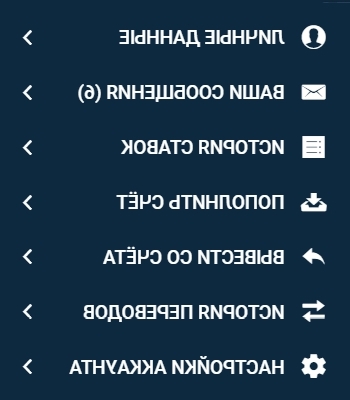 ЛИЧНЫЕ ДАННЫЕ
ВАШИ СООБЩЕНИЯ (6)
ИСТОРИЯ СТАВОК
ПОПОЛНИТЬ СЧЁТ
ВЫВЕСТИ СО СЧЁТА
ИСТОРИЯ ПЕРЕВОДОВ
НАСТРОЙКИ АККАУНТА